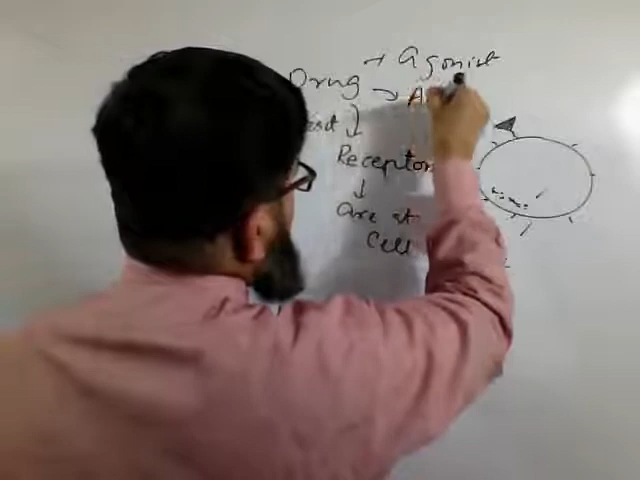 Drug → Agonist
→ A
Receptor
Are at
Cell